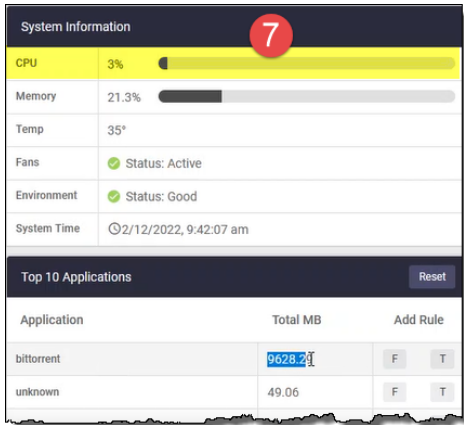 System Information
7
CPU 3%
Memory 21.3%
Temp 35°
Fans Status: Active
Environment Status: Good
System Time 2/12/2022, 9:42:07 am
Top 10 Applications Reset
Application Total MB Add Rule
bittorrent 9628.29 F T
unknown 49.06 F T